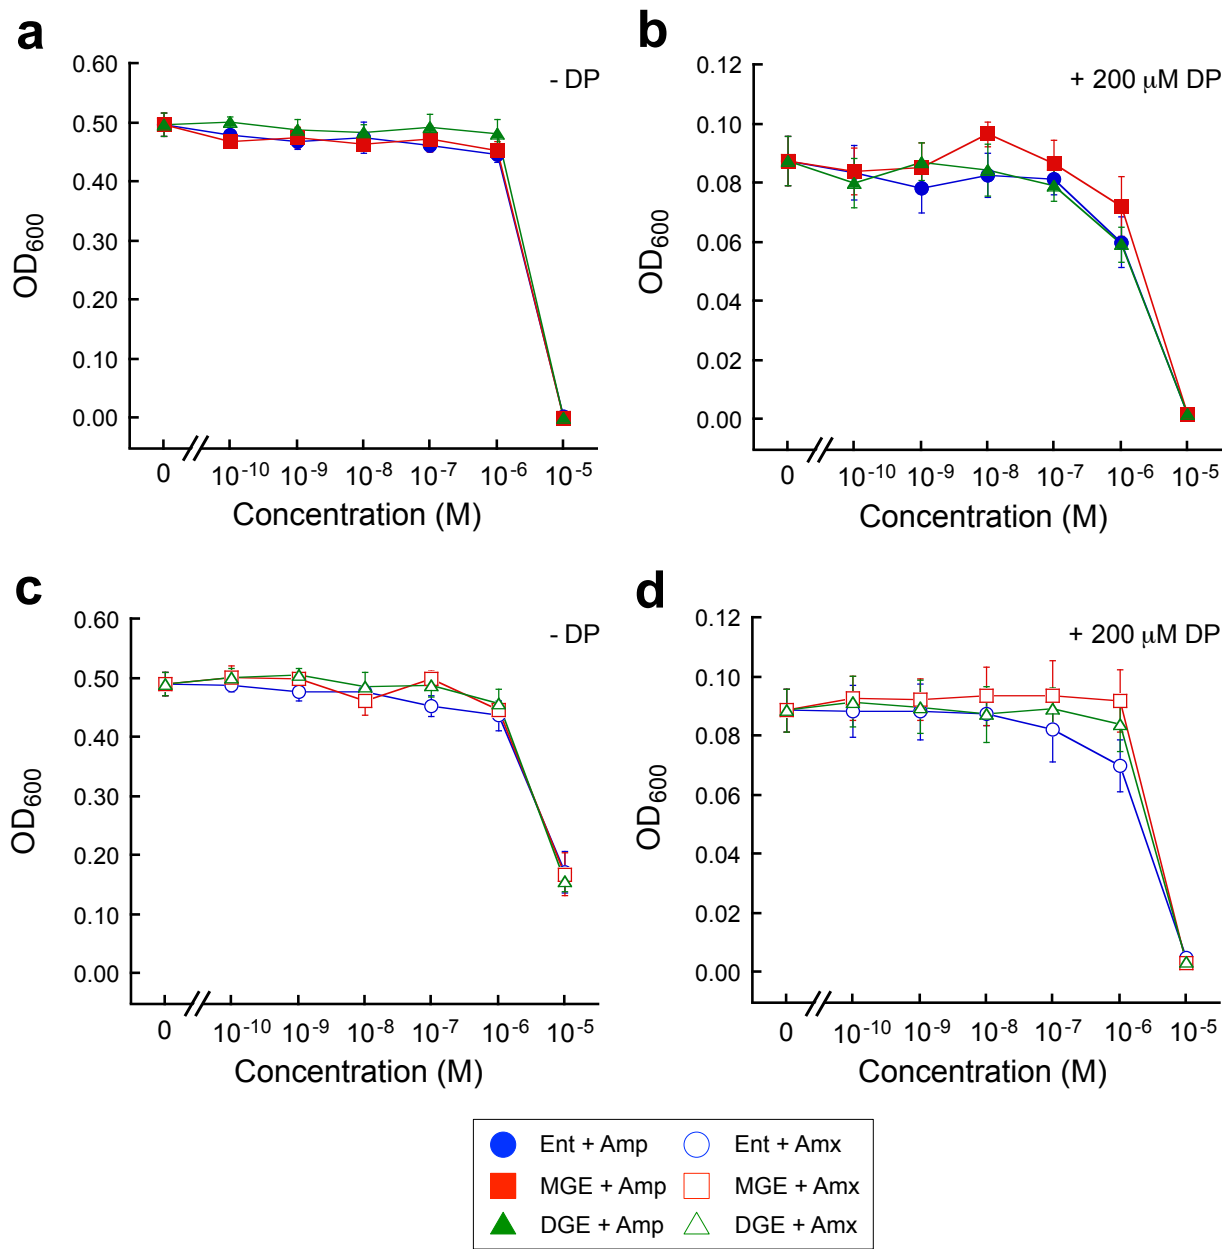 a
b
0.60
0.50
0.40
0.30
0.20
0.10
0.00
OD600
- DP
0 10-10 10-9 10-8 10-7 10-6 10-5
Concentration (M)
0.12
0.10
0.08
0.06
0.04
0.02
0.00
OD600
+ 200 μM DP
0 10-10 10-9 10-8 10-7 10-6 10-5
Concentration (M)
c
d
0.60
0.50
0.40
0.30
0.20
0.10
0.00
OD600
- DP
0 10-10 10-9 10-8 10-7 10-6 10-5
Concentration (M)
0.12
0.10
0.08
0.06
0.04
0.02
0.00
OD600
+ 200 μM DP
0 10-10 10-9 10-8 10-7 10-6 10-5
Concentration (M)
Ent + Amp Ent + Amx
MGE + Amp MGE + Amx
DGE + Amp DGE + Amx